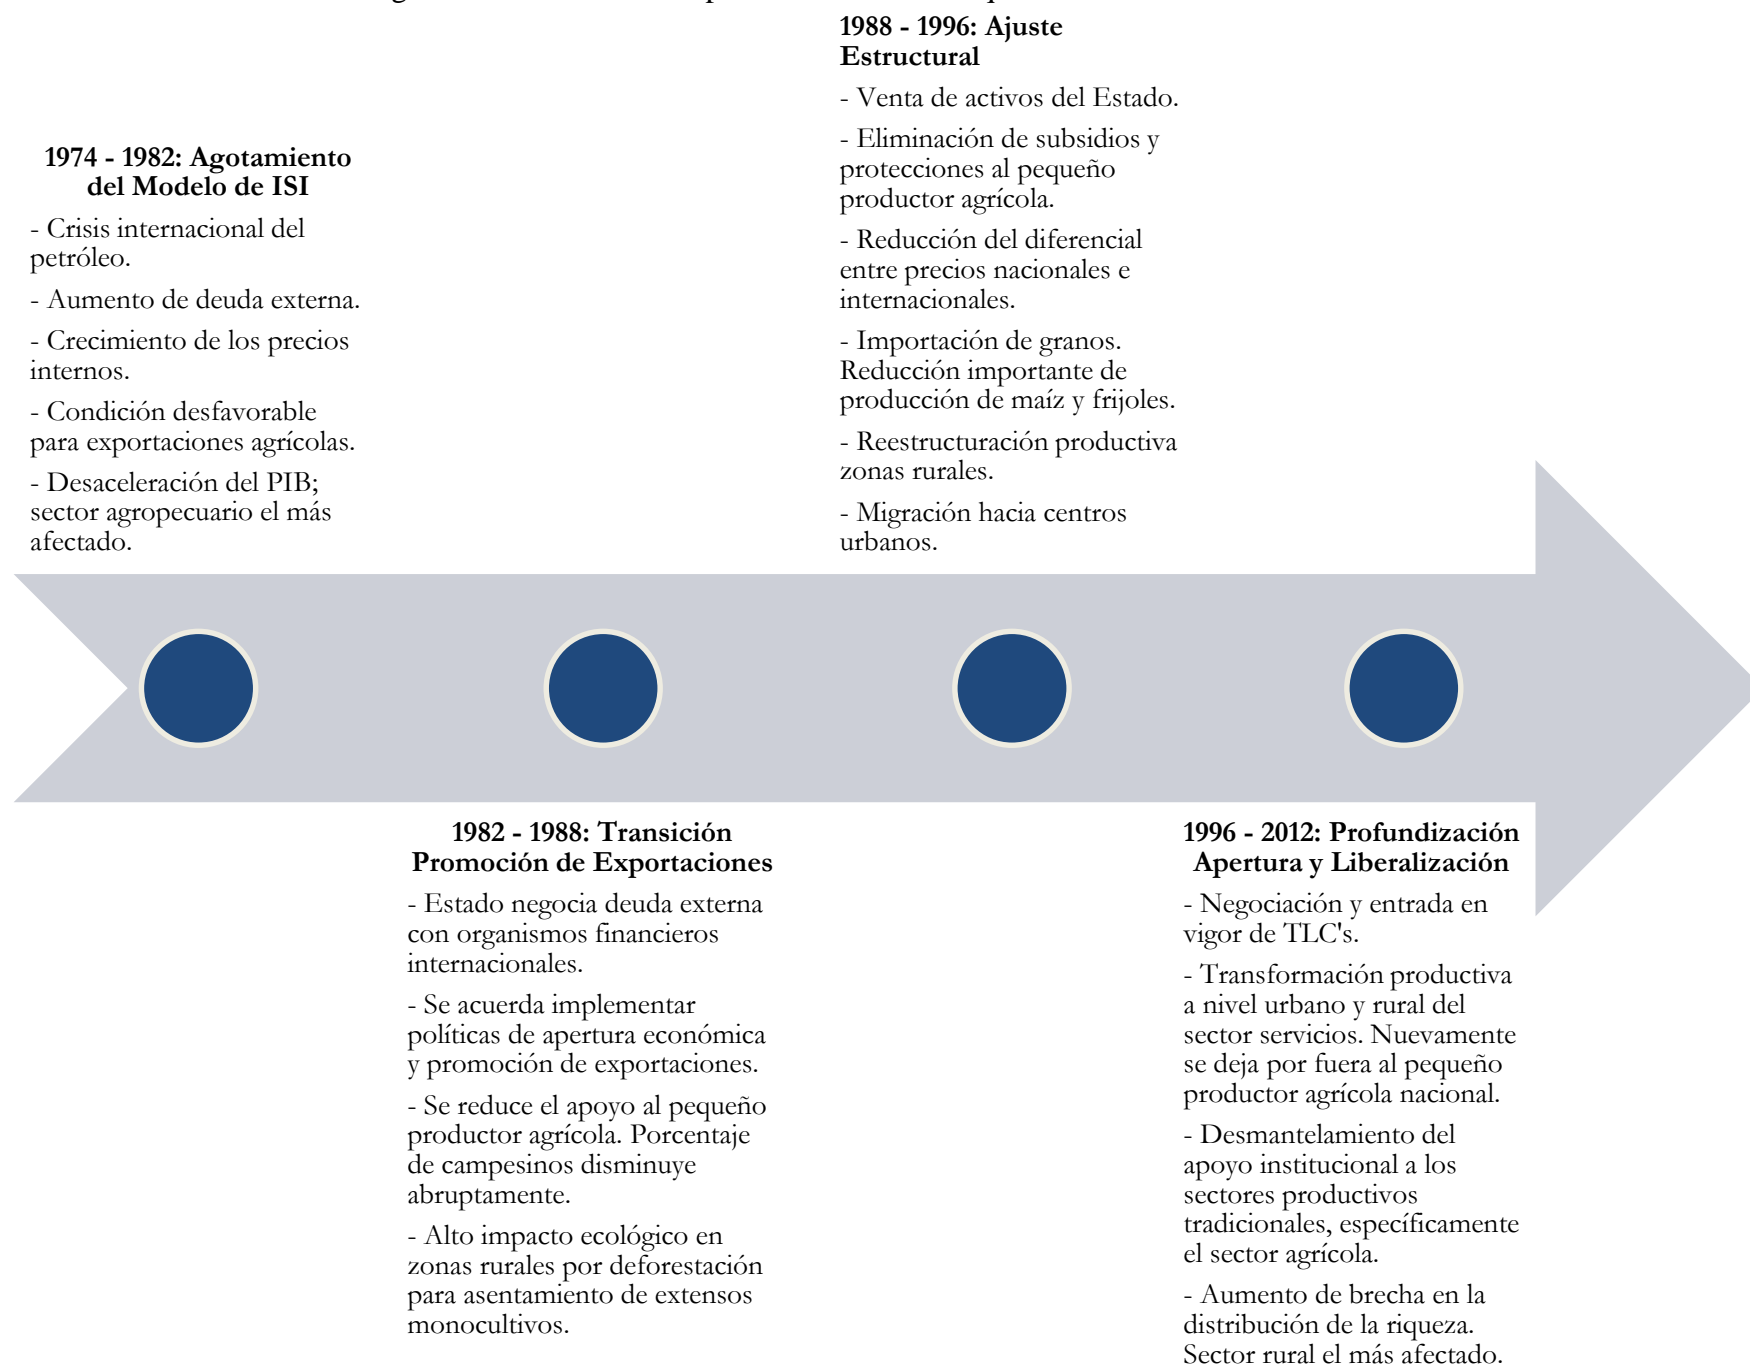 1974 - 1982: Agotamiento
del Modelo de ISI
- Crisis internacional del
petróleo.
- Aumento de deuda externa.
- Crecimiento de los precios
internos.
- Condición desfavorable
para exportaciones agrícolas.
- Desaceleración del PIB;
sector agropecuario el más
afectado.
1982 - 1988: Transición
Promoción de Exportaciones
- Estado negocia deuda externa
con organismos financieros
internacionales.
- Se acuerda implementar
políticas de apertura económica
y promoción de exportaciones.
- Se reduce el apoyo al pequeño
productor agrícola. Porcentaje
de campesinos disminuye
abruptamente.
- Alto impacto ecológico en
zonas rurales por deforestación
para asentamiento de extensos
monocultivos.
1988 - 1996: Ajuste
Estructural
- Venta de activos del Estado.
- Eliminación de subsidios y
protecciones al pequeño
productor agrícola.
- Reducción del diferencial
entre precios nacionales e
internacionales.
- Importación de granos.
Reducción importante de
producción de maíz y frijoles.
- Reestructuración productiva
zonas rurales.
- Migración hacia centros
urbanos.
1996 - 2012: Profundización
Apertura y Liberalización
- Negociación y entrada en
vigor de TLC's.
- Transformación productiva
a nivel urbano y rural del
sector servicios. Nuevamente
se deja por fuera al pequeño
productor agrícola nacional.
- Desmantelamiento del
apoyo institucional a los
sectores productivos
tradicionales, específicamente
el sector agrícola.
- Aumento de brecha en la
distribución de la riqueza.
Sector rural el más afectado.